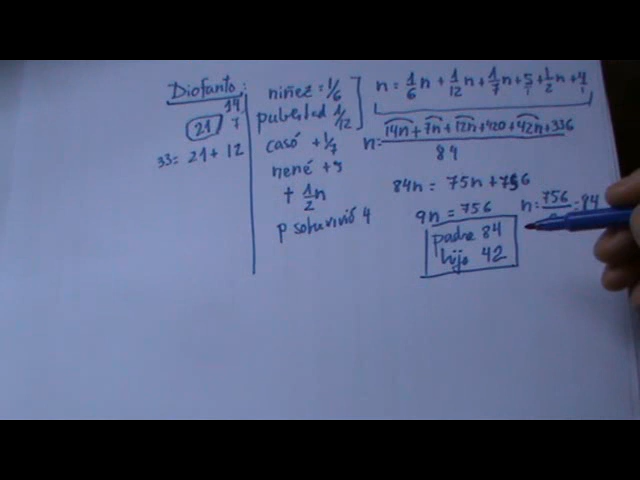 Diofanto:
14
21 7
33 = 21 + 12
niñez = 1/6
pubertad 1/12
casó + 1/7
nené + 5
† 1/2 n
p sobrevivió 4
n = 1/6 n + 1/12 n + 1/7 n + 5/1 + 1/2 n + 4/1
n = 14n + 7n + 12n + 420 + 42n + 336
84
84n = 75n + 756
9n = 756 n = 756 = 84
padre 84
hijo 42